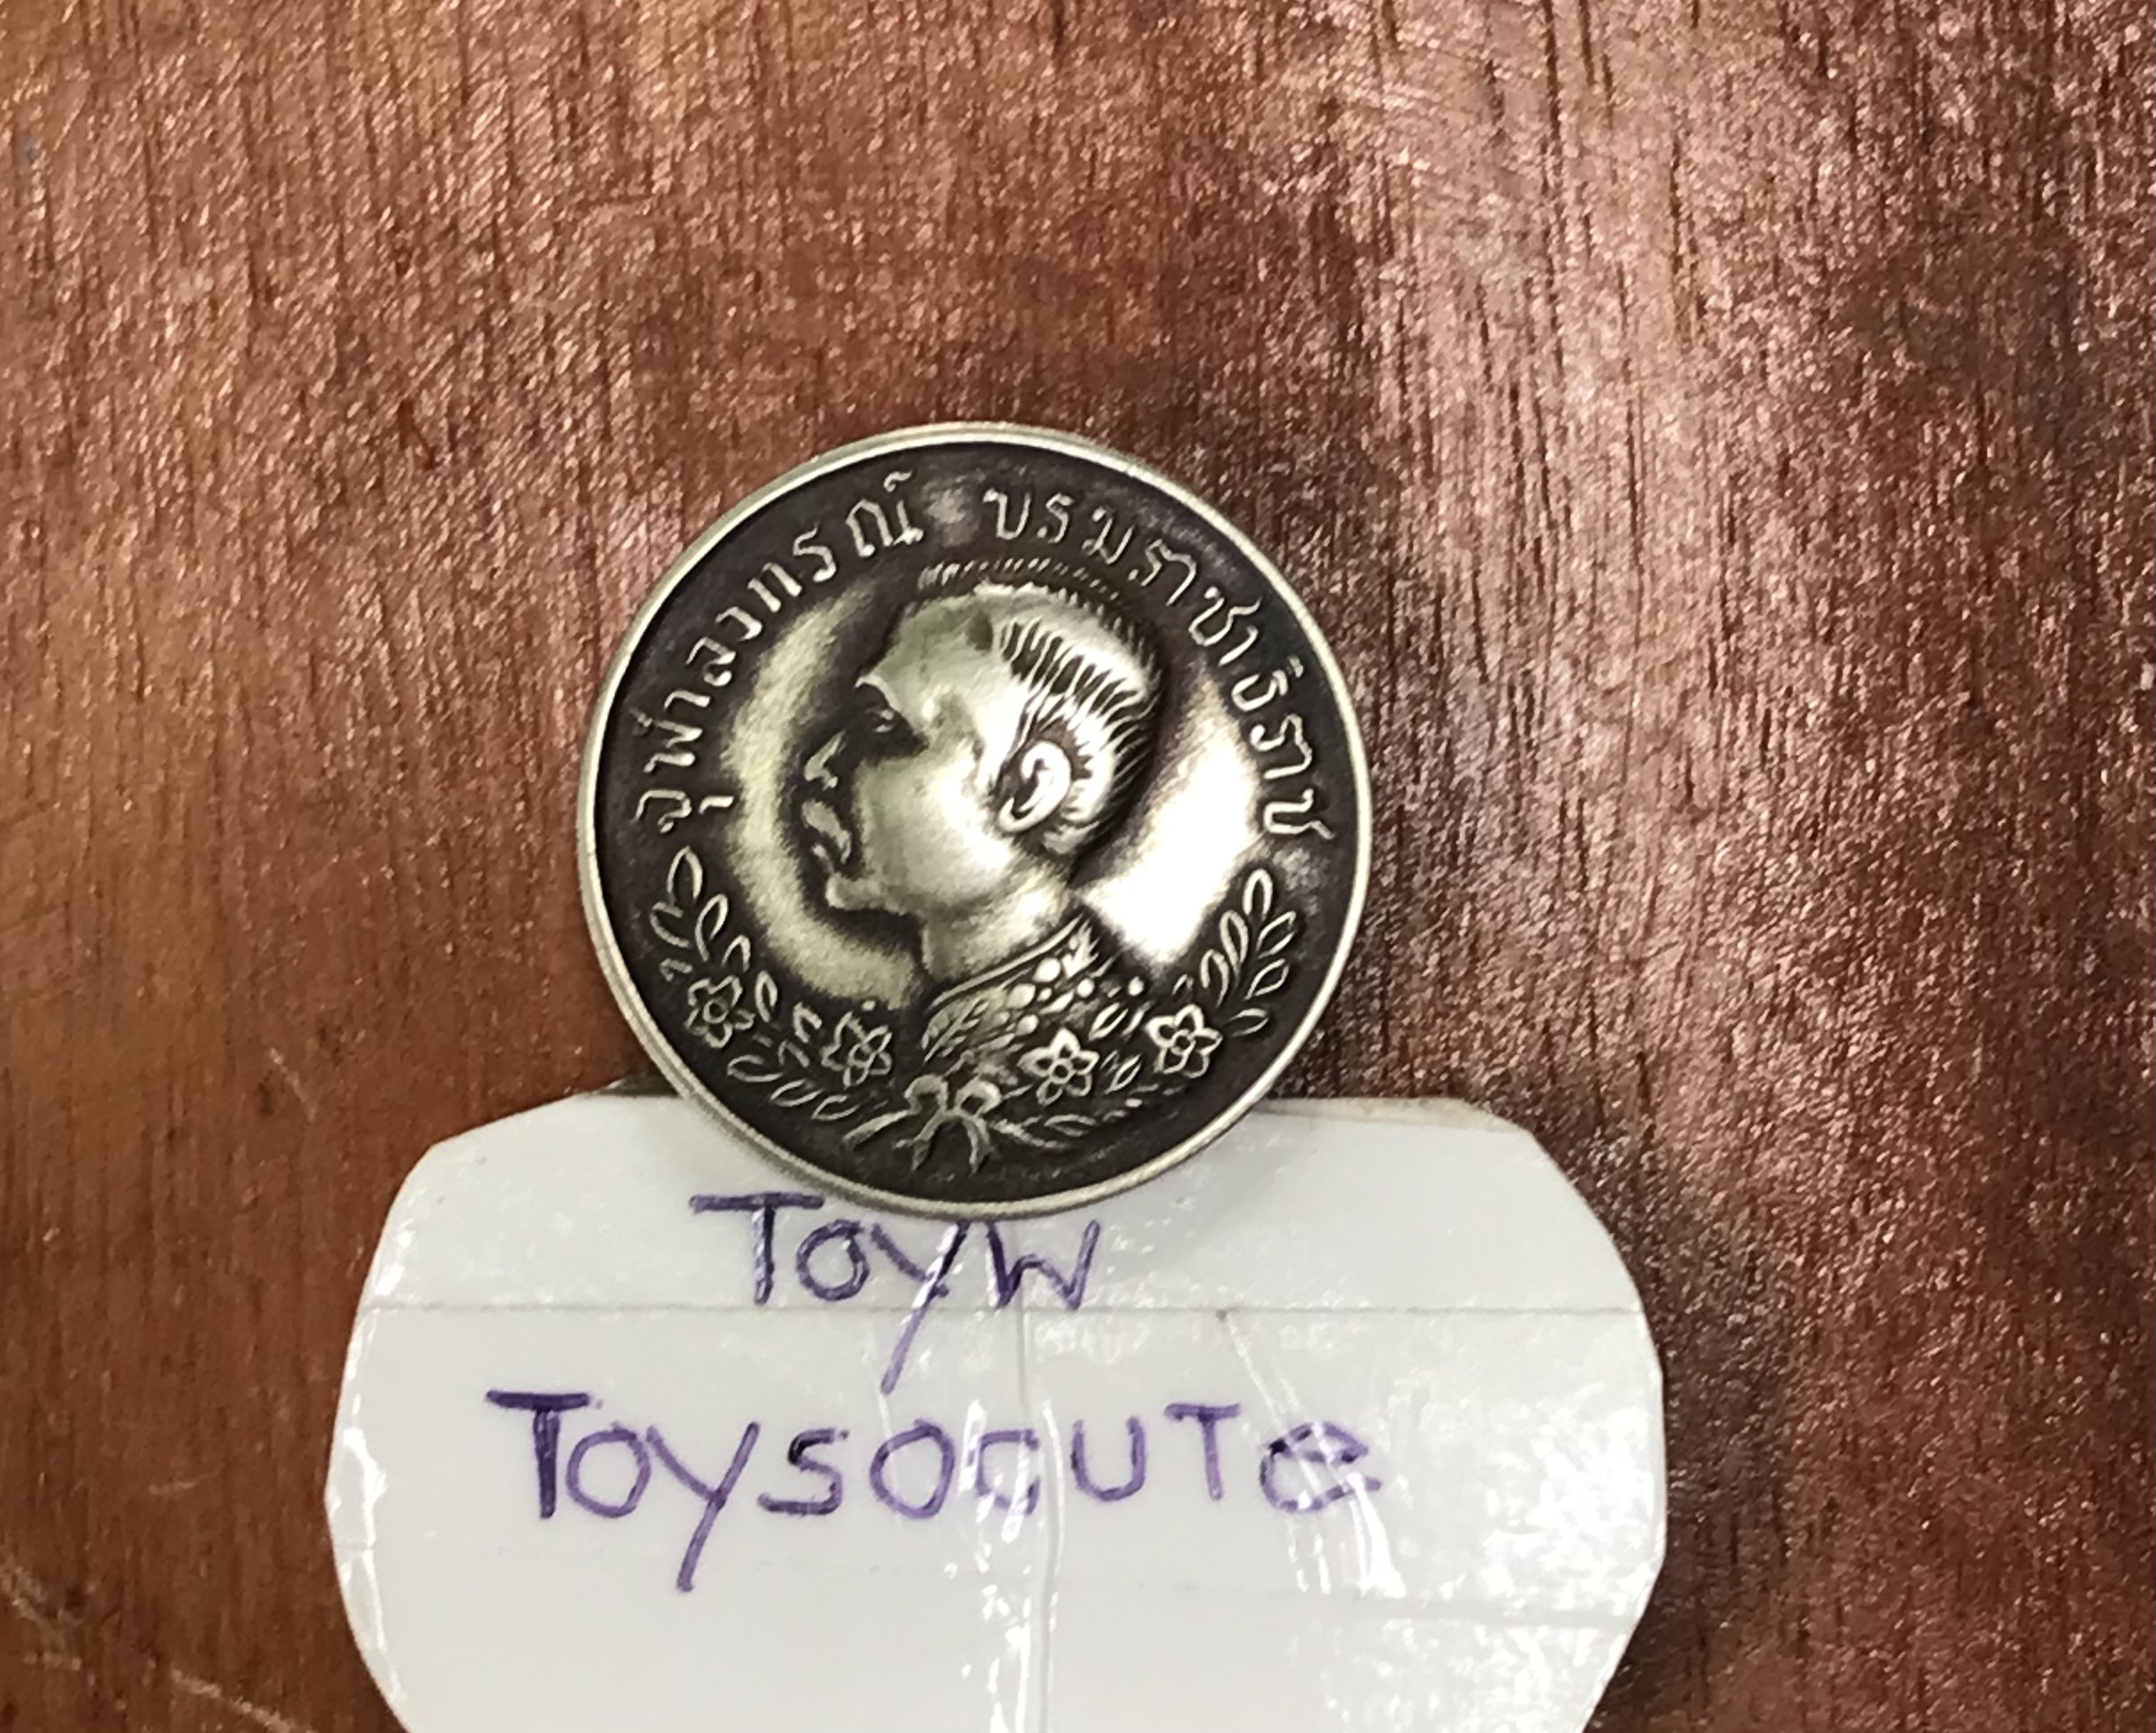 จุฬาลงกรณ์ บรมราชาธิราช
Toyw
Toysocute